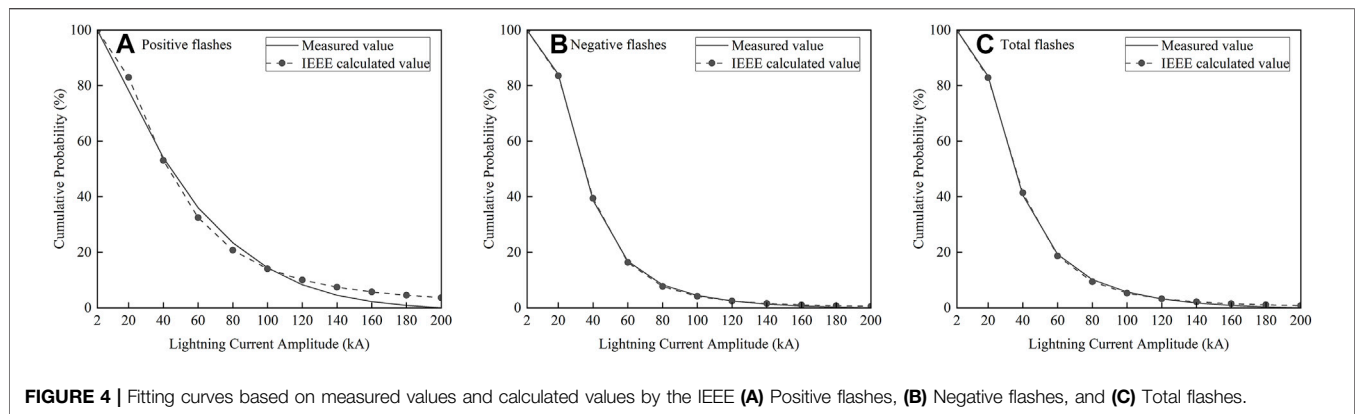 A Positive flashes
Measured value
IEEE calculated value
100
80
60
40
20
0
Cumulative Probability (%)
2 20 40 60 80 100 120 140 160 180 200
Lightning Current Amplitude (kA)
B Negative flashes
Measured value
IEEE calculated value
100
80
60
40
20
0
Cumulative Probability (%)
2 20 40 60 80 100 120 140 160 180 200
Lightning Current Amplitude (kA)
C Total flashes
Measured value
IEEE calculated value
100
80
60
40
20
0
Cumulative Probability (%)
2 20 40 60 80 100 120 140 160 180 200
Lightning Current Amplitude (kA)
FIGURE 4 | Fitting curves based on measured values and calculated values by the IEEE (A) Positive flashes, (B) Negative flashes, and (C) Total flashes.